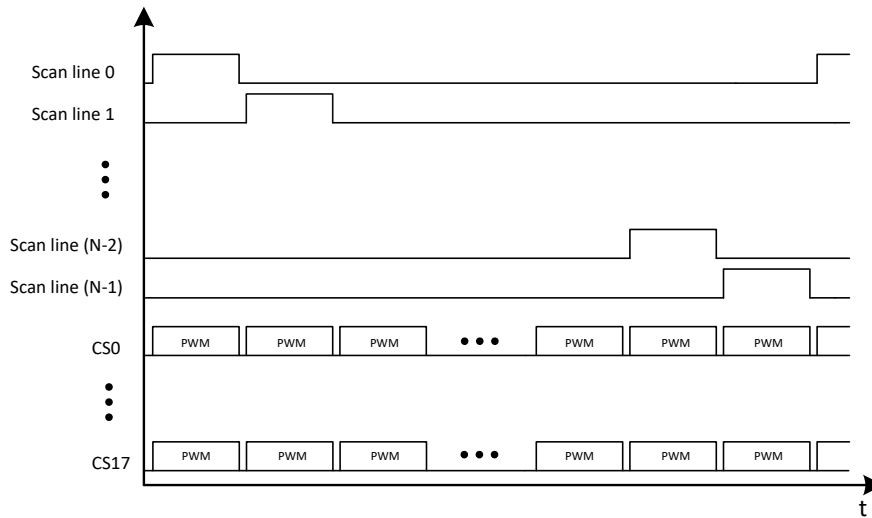 Scan line 0
Scan line 1
Scan line (N-2)
Scan line (N-1)
CS0 PWM PWM PWM PWM PWM PWM
CS17 PWM PWM PWM PWM PWM PWM
t